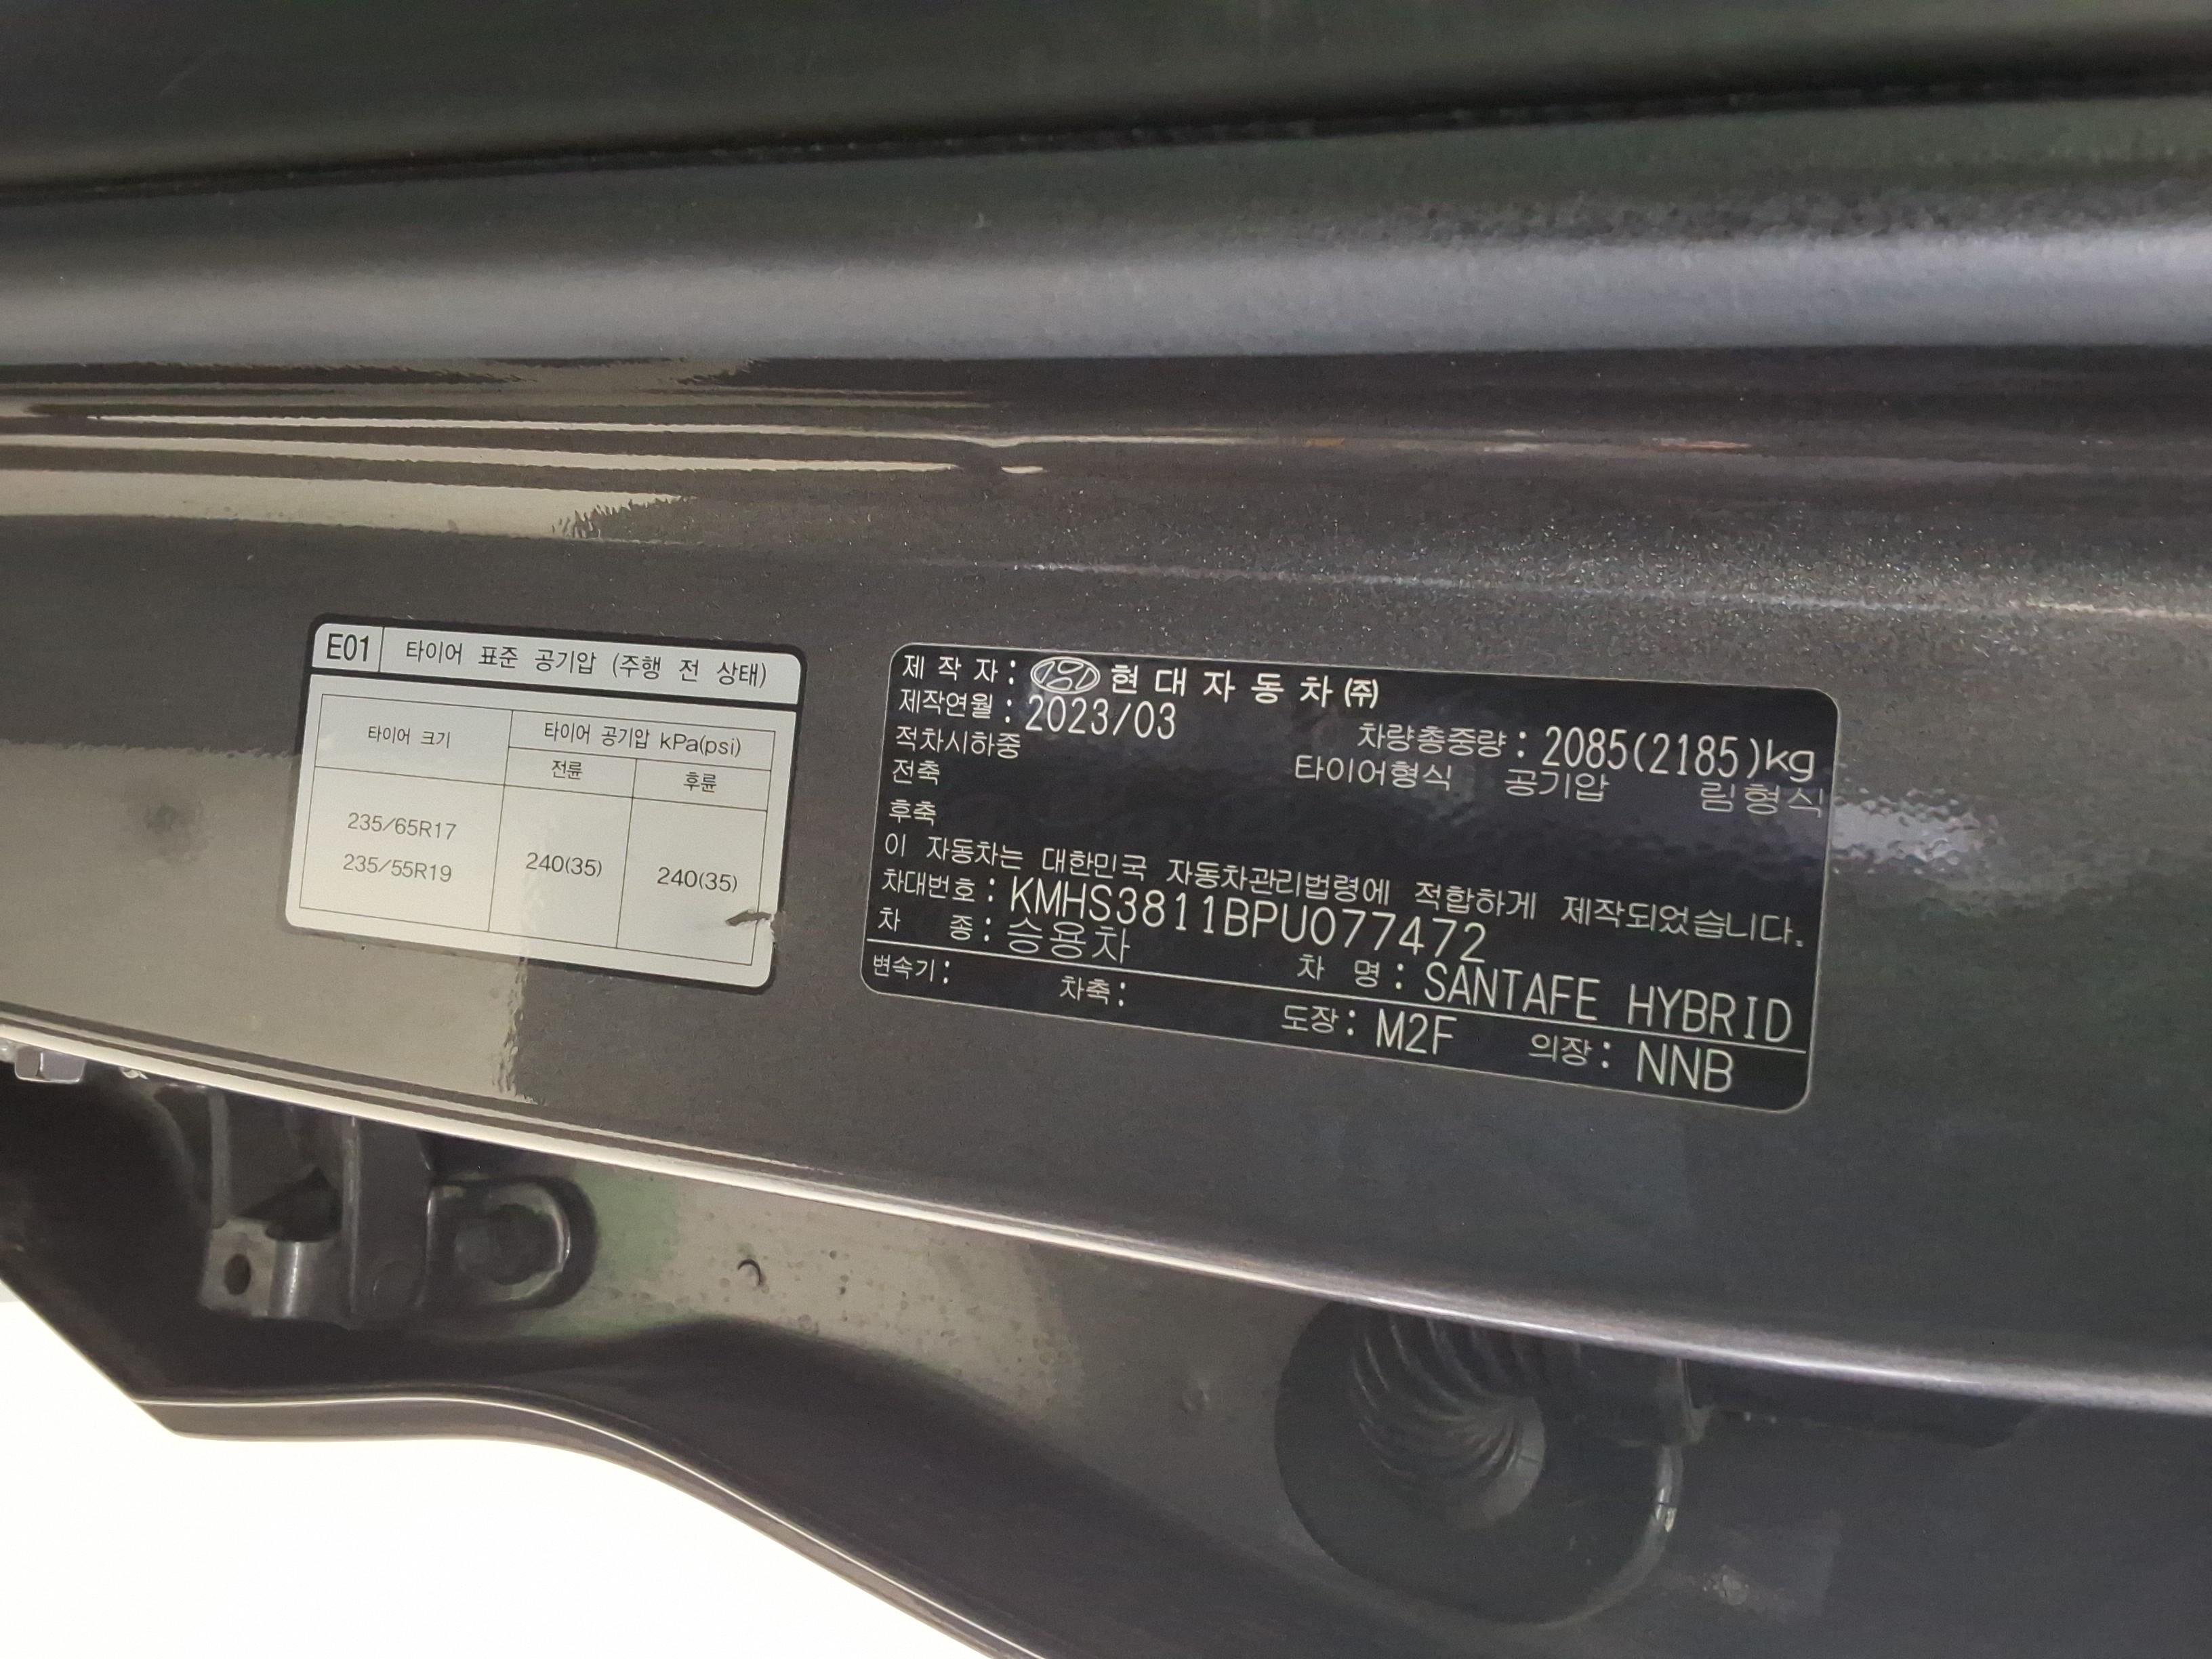 E01 타이어 표준 공기압 (주행 전 상태)
타이어 크기
타이어 공기압 kPa(psi)
전륜 후륜
235/65R17
235/55R19
240(35) 240(35)
제 작 자 : 현 대 자 동 차 ㈜
제작연월 : 2023/03
차량총중량 : 2085(2185)kg
적차시하중 타이어형식 공기압 림형식
전축
후축
이 자동차는 대한민국 자동차관리법령에 적합하게 제작되었습니다.
차대번호 : KMHS3811BPU077472
차 종 : 승용차 차 명 : SANTAFE HYBRID
변속기 : 차축 : 도장 : M2F 의장 : NNB